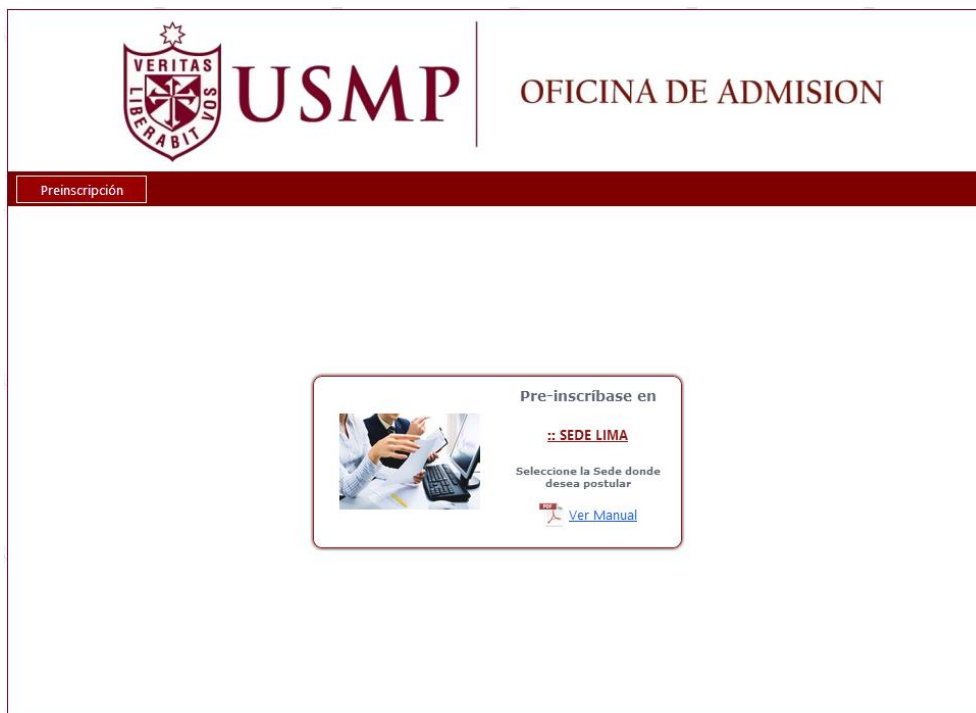 VERITAS
LIBERABIT VOS
USMP
OFICINA DE ADMISION
Preinscripción
Pre-inscríbase en
:: SEDE LIMA
Seleccione la Sede donde
desea postular
PDF
Ver Manual